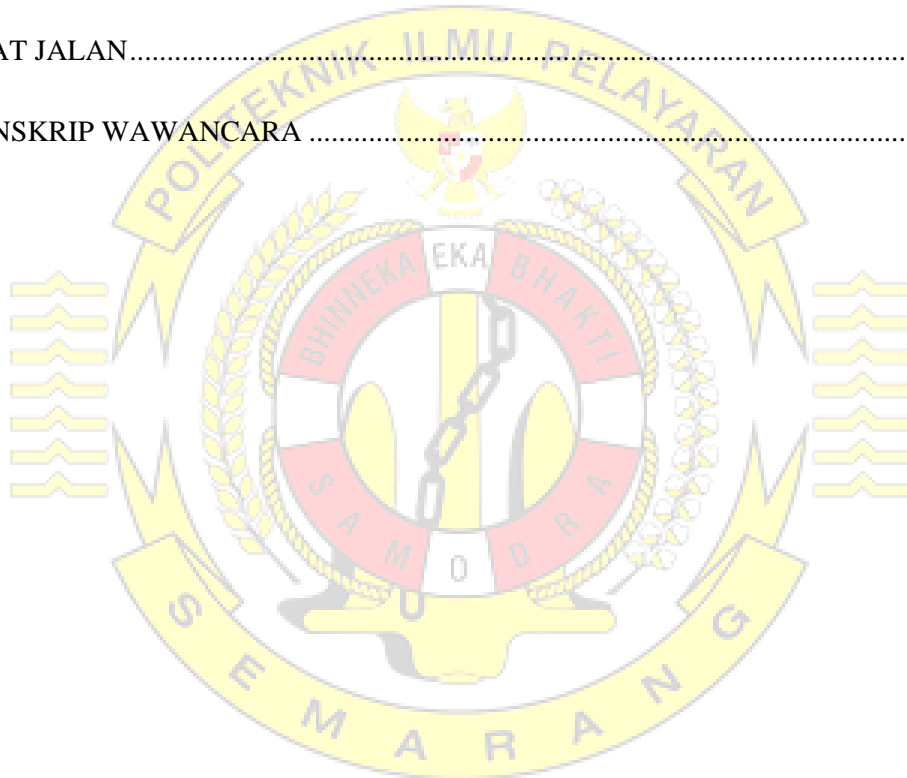 AT JALAN ........................................................................................................
NSKRIP WAWANCARA ................................................................................
POLITEKNIK ILMU PELAYARAN
BHINNEKA EKA BHAKTI
SAMODRA
SEMARANG